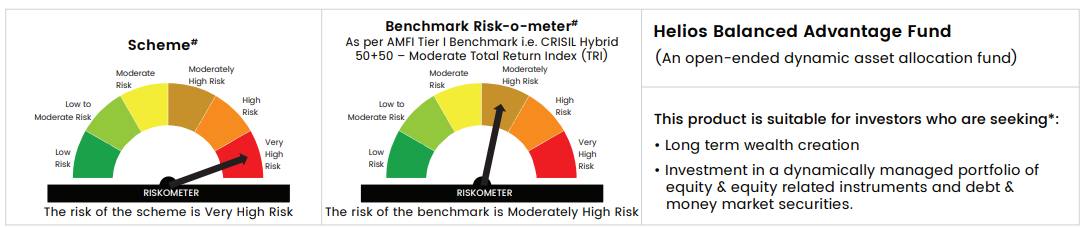 Scheme#
Moderate
Risk
Moderately
High Risk
Low to
Moderate Risk
High
Risk
Low
Risk
Very
High
Risk
RISKOMETER
The risk of the scheme is Very High Risk
Benchmark Risk-o-meter#
As per AMFI Tier I Benchmark i.e. CRISIL Hybrid
50+50 – Moderate Total Return Index (TRI)
Moderate
Risk
Moderately
High Risk
Low to
Moderate Risk
High
Risk
Low
Risk
Very
High
Risk
RISKOMETER
The risk of the benchmark is Moderately High Risk
Helios Balanced Advantage Fund
(An open-ended dynamic asset allocation fund)
This product is suitable for investors who are seeking*:
• Long term wealth creation
• Investment in a dynamically managed portfolio of
equity & equity related instruments and debt &
money market securities.